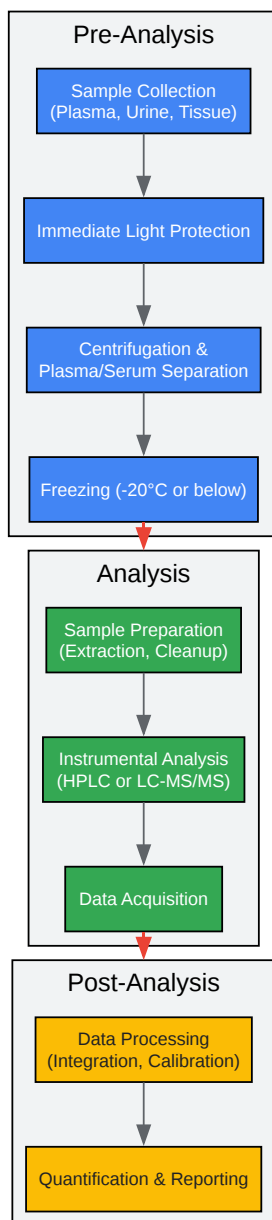 Pre-Analysis
Sample Collection
(Plasma, Urine, Tissue)
Immediate Light Protection
Centrifugation &
Plasma/Serum Separation
Freezing (-20°C or below)
Analysis
Sample Preparation
(Extraction, Cleanup)
Instrumental Analysis
(HPLC or LC-MS/MS)
Data Acquisition
Post-Analysis
Data Processing
(Integration, Calibration)
Quantification & Reporting